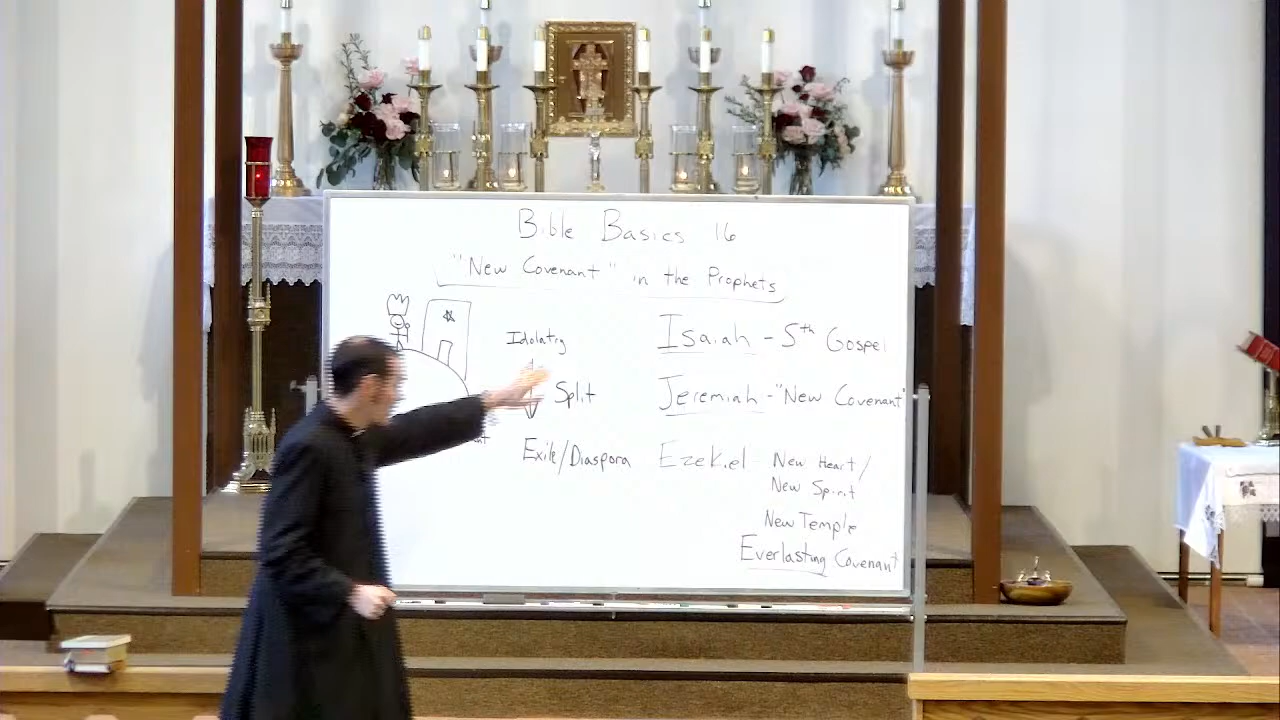 Bible Basics 16
"New Covenant" in the Prophets
Idolatry
Split
Exile/Diaspora
Isaiah - 5th Gospel
Jeremiah - "New Covenant"
Ezekiel New Heart/
New Spirit
New Temple
Everlasting Covenant